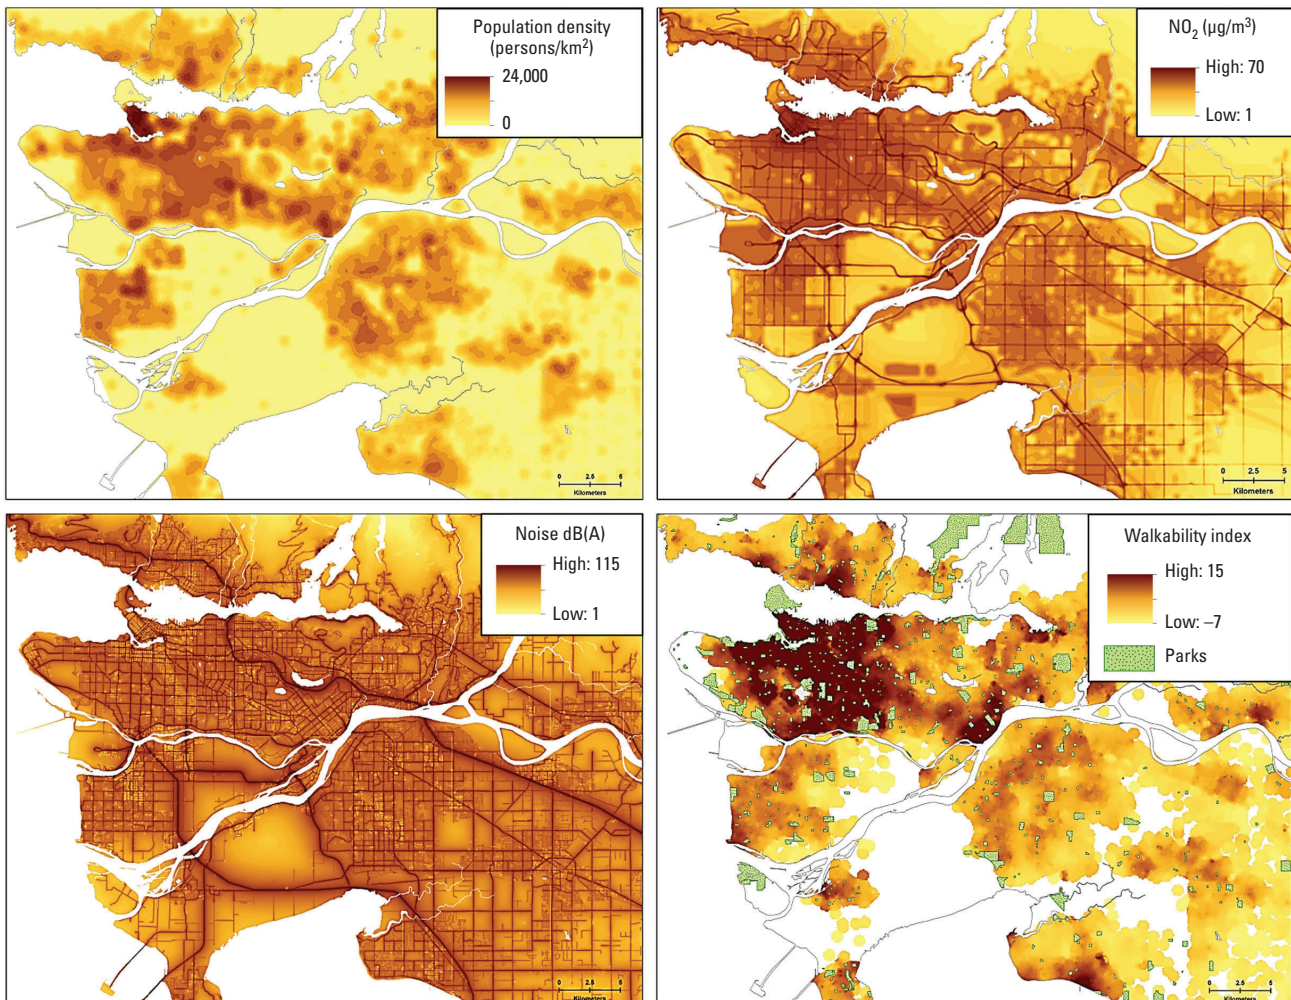 Population density
(persons/km²)
24,000
0
0 2.5 5
Kilometers
NO₂ (µg/m³)
High: 70
Low: 1
0 2.5 5
Kilometers
Noise dB(A)
High: 115
Low: 1
0 2.5 5
Kilometers
Walkability index
High: 15
Low: –7
Parks
0 2.5 5
Kilometers